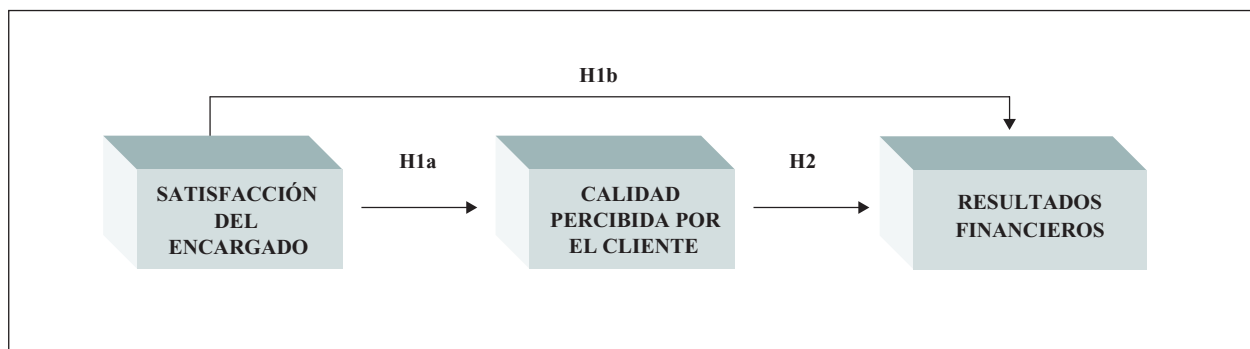 H1b
H1a
H2
SATISFACCIÓN
DEL
ENCARGADO
CALIDAD
PERCIBIDA POR
EL CLIENTE
RESULTADOS
FINANCIEROS